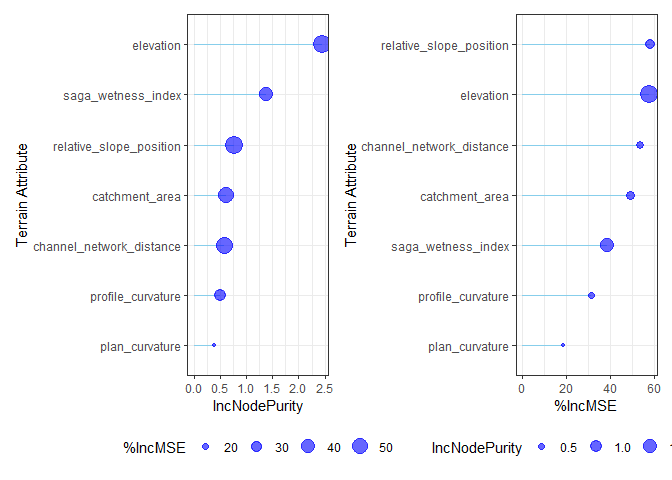 elevation
saga_wetness_index
relative_slope_position
catchment_area
channel_network_distance
profile_curvature
plan_curvature
Terrain Attribute
0.0 0.5 1.0 1.5 2.0 2.5
IncNodePurity
%IncMSE 20 30 40 50
relative_slope_position
elevation
channel_network_distance
catchment_area
saga_wetness_index
profile_curvature
plan_curvature
Terrain Attribute
0 20 40 60
%IncMSE
IncNodePurity 0.5 1.0